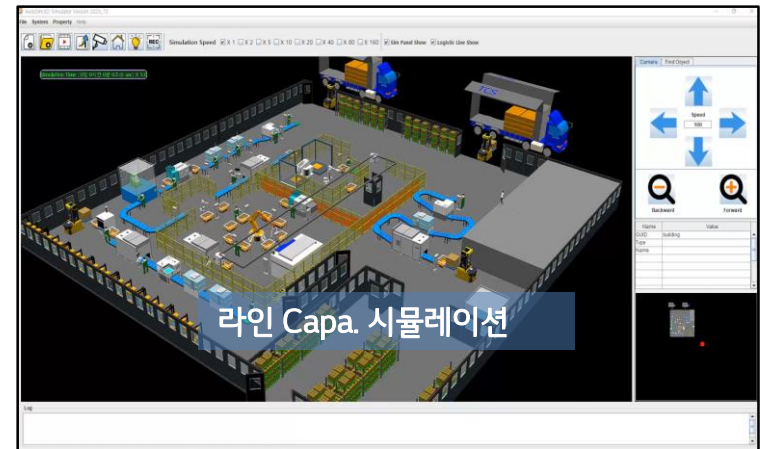 File System Property Help
REC
Simulation Speed X 1 X 2 X 5 X 10 X 20 X 40 X 80 X 160 Sim Panel Show Logistic Line Show
Camera Find Object
TCS
Speed
100
Backward Forward
Name Value
GUID building
Type
Name
라인 Capa. 시뮬레이션
Log